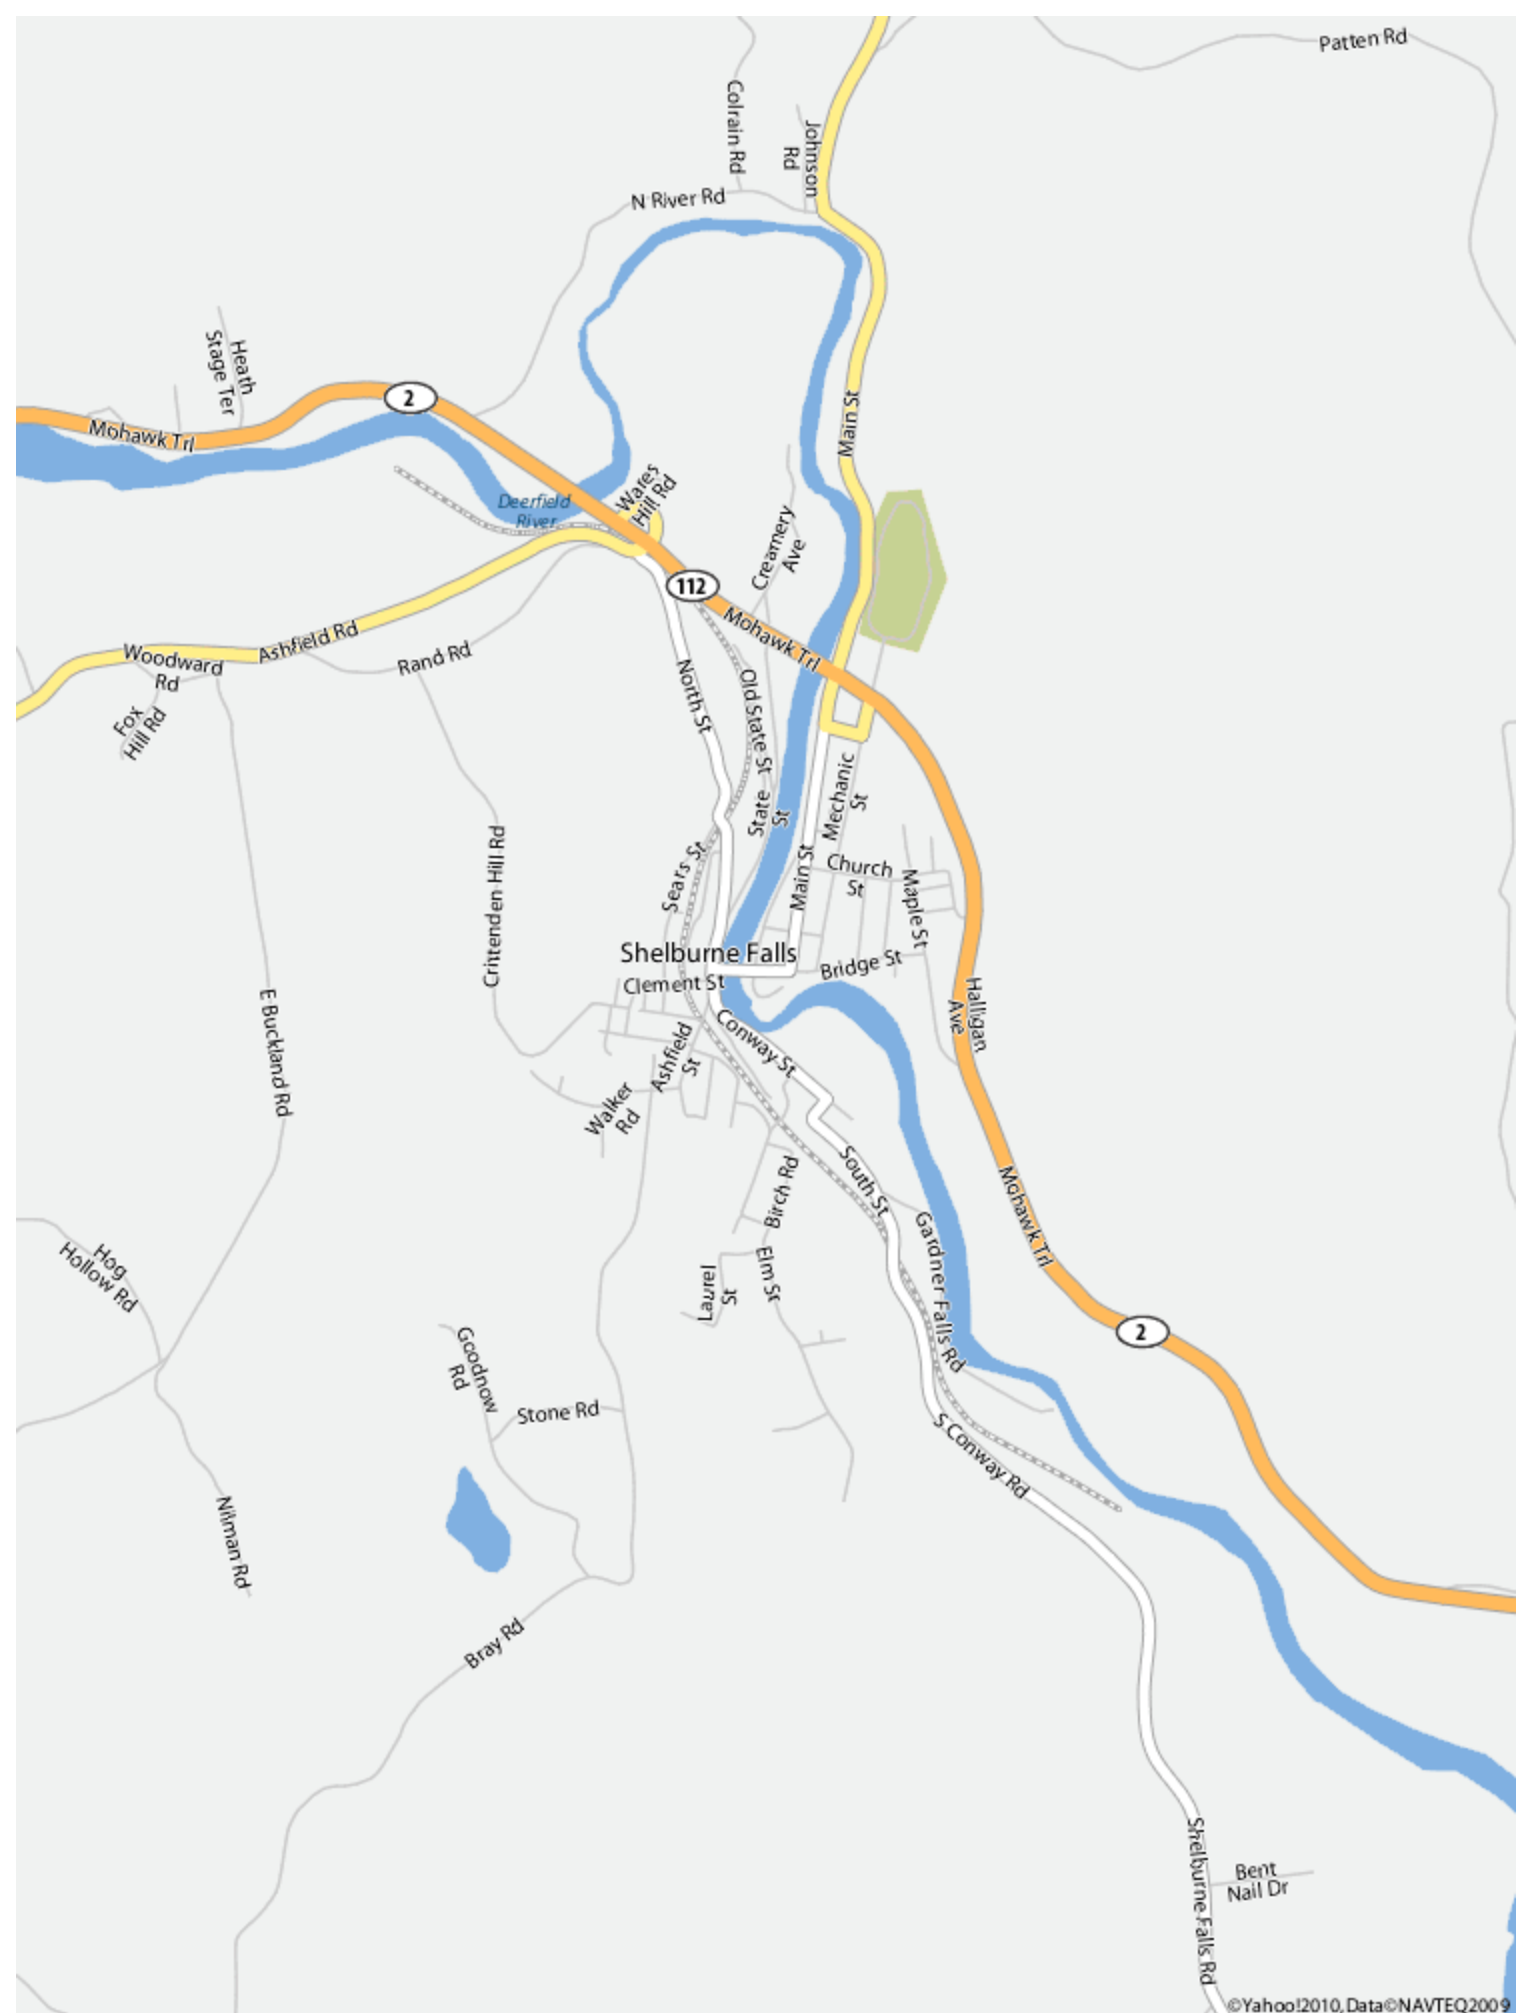 Patten Rd
Colrain Rd
Johnson
Rd
N River Rd
Heath
Stage Ter
2
Mohawk Trl
Main St
Wares
Hill Rd
Deerfield
River
Creamery
Ave
112
Mohawk Trl
Ashfield Rd
Woodward
Rd
Rand Rd
Fox
Hill Rd
North St
Old State St
State
St
Mechanic
St
Sears St
Main St
Church
St
Maple St
Crittenden Hill Rd
Shelburne Falls
Bridge St
Clement St
E Buckland Rd
Halligan
Ave
Conway St
Ashfield
St
Walker
Rd
South St
Birch Rd
Mohawk Trl
Gardner Falls Rd
Hog
Hollow Rd
Elm St
Laurel
St
2
Goodnow
Rd
Stone Rd
S Conway Rd
Nilman Rd
Bray Rd
Shelburne Falls Rd
Bent
Nail Dr
©Yahoo!2010, Data©NAVTEQ2009